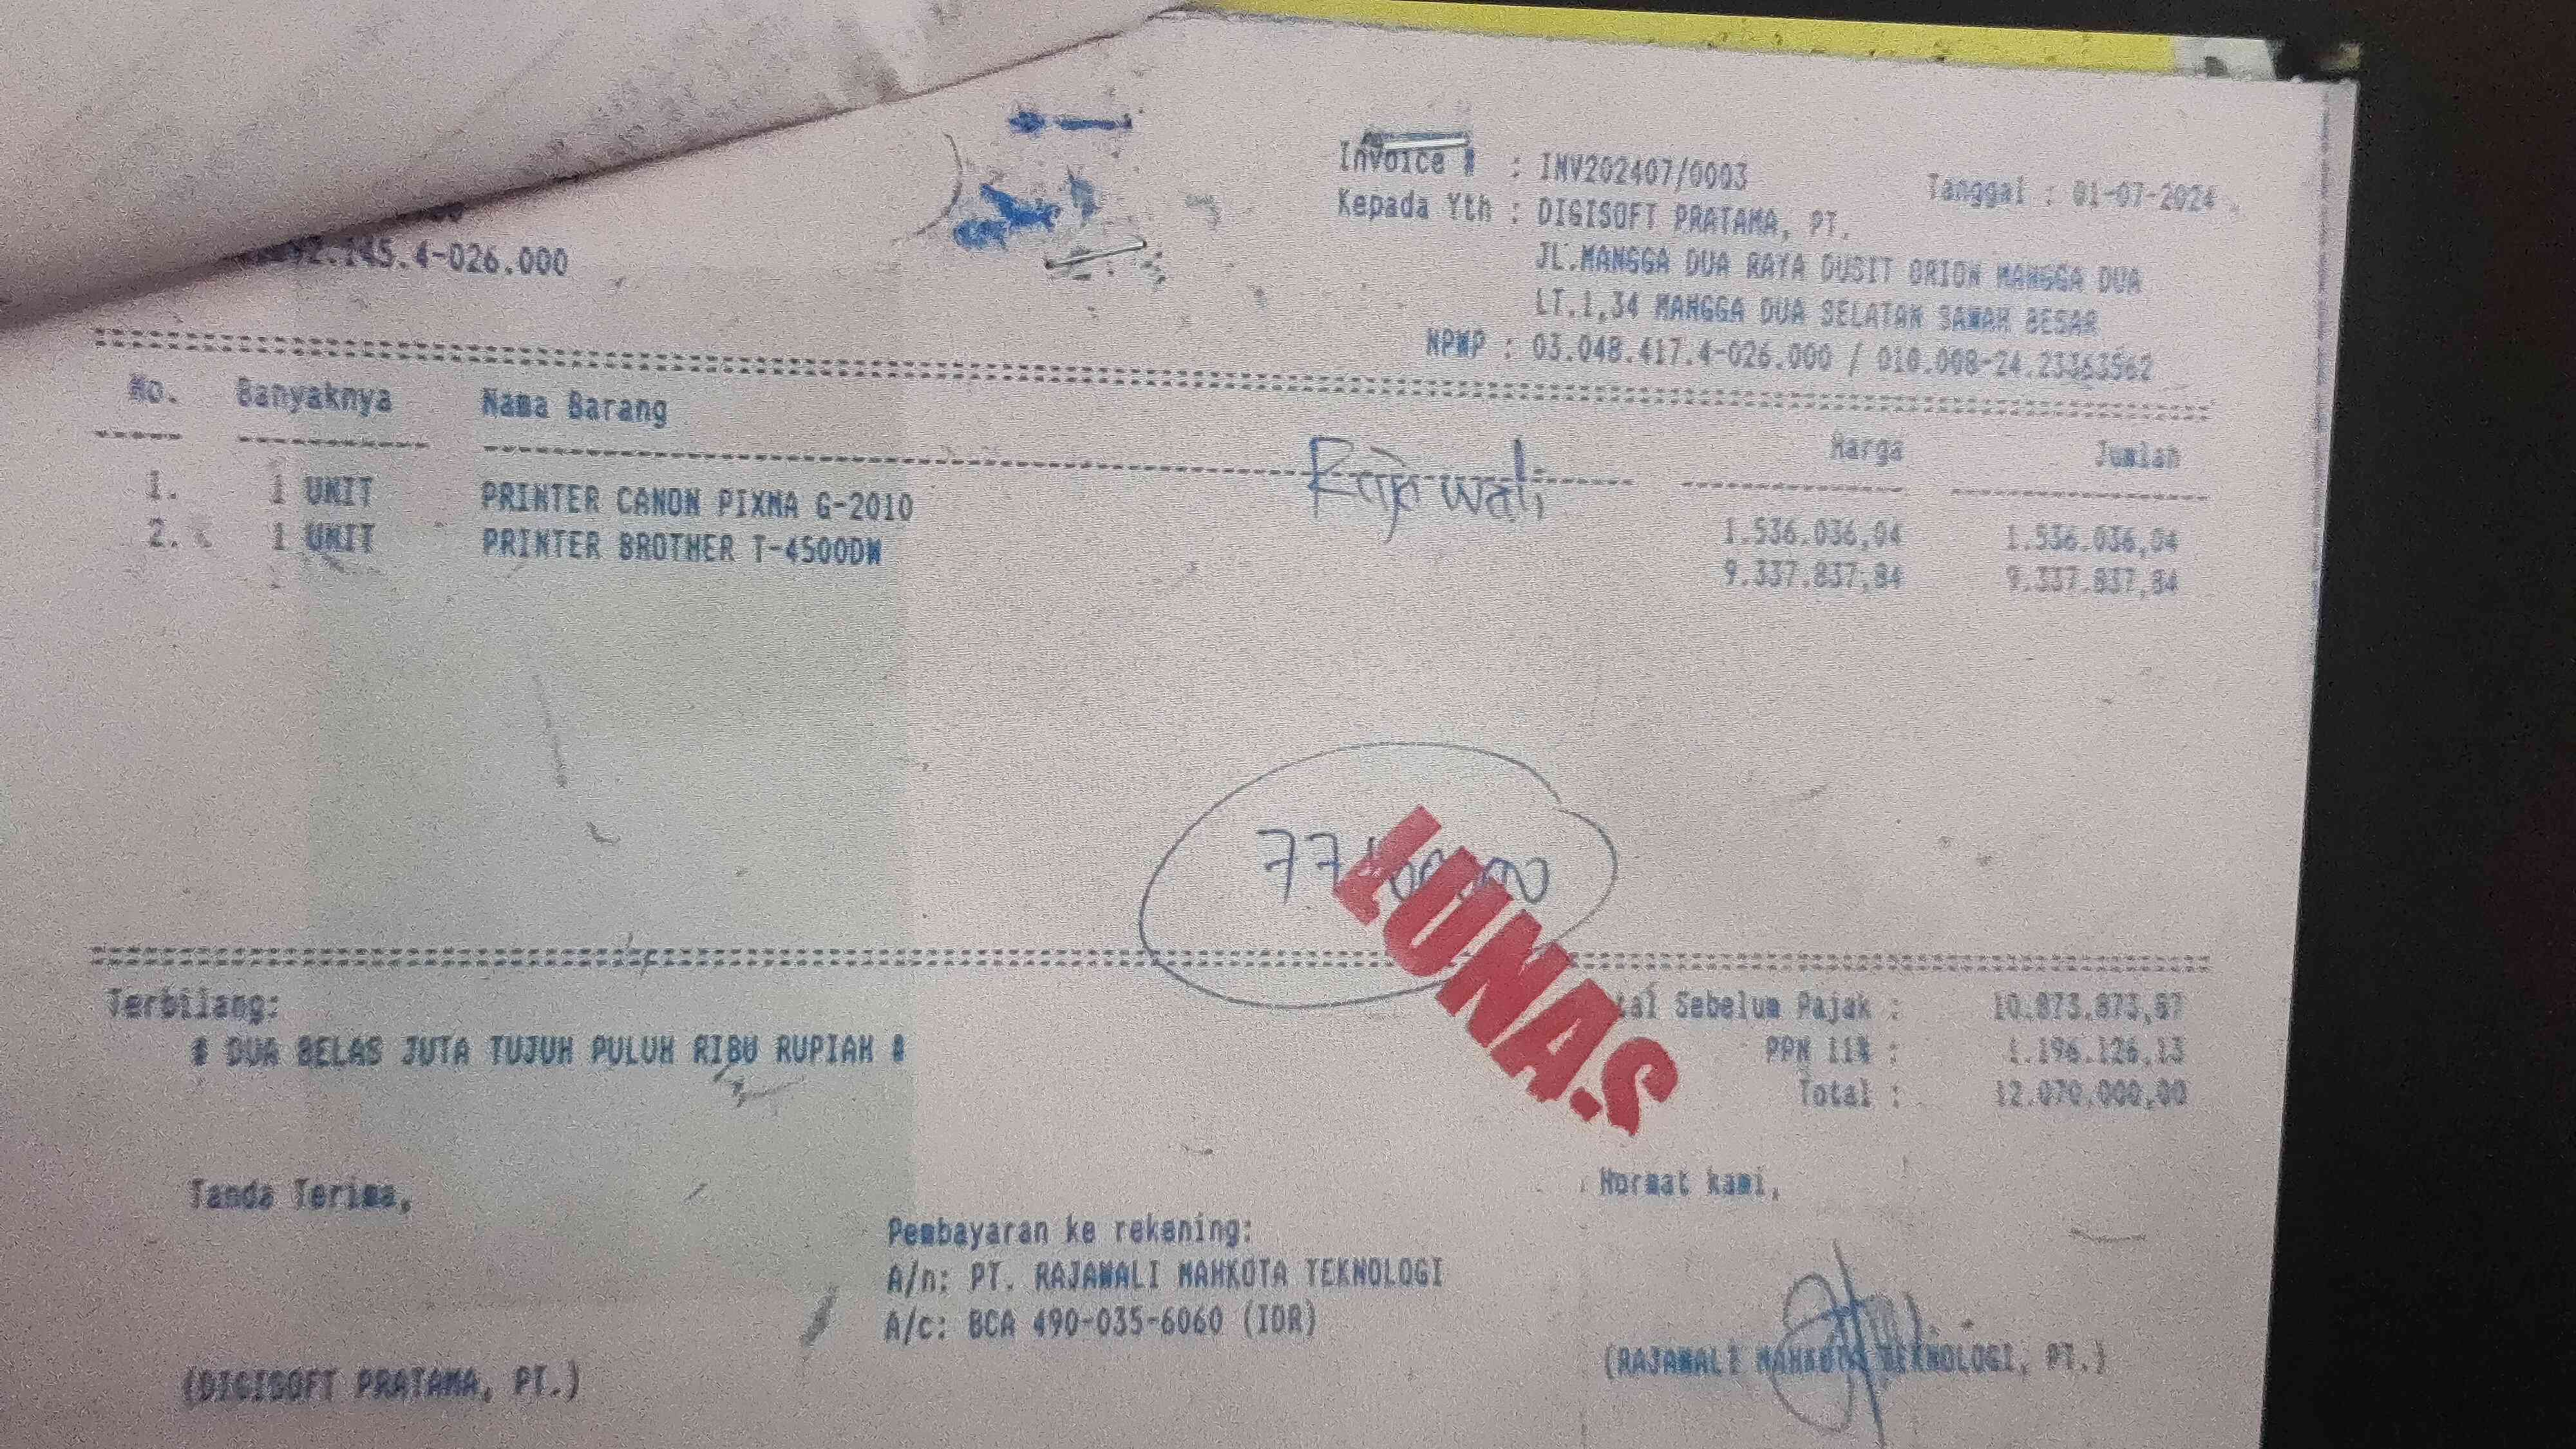 2.145.4-026.000
Invoice # : INV202407/0003
Tanggal : 01-07-2024
Kepada Yth : DIGISOFT PRATAMA, PT.
JL.MANGGA DUA RAYA DUSIT ORION MANGGA DUA
LT.1,34 MANGGA DUA SELATAN SAWAH BESAR
NPWP : 03.048.417.4-026.000 / 010.008-24.23363562
No. Banyaknya Nama Barang Harga Jumlah
Rajawali
1. 1 UNIT PRINTER CANON PIXMA G-2010 1.536.036,04 1.536.036,04
2. 1 UNIT PRINTER BROTHER T-4500DW 9.337.837,84 9.337.837,84
LUNAS
Terbilang:
# DUA BELAS JUTA TUJUH PULUH RIBU RUPIAH #
Sebelum Pajak : 10.873.873,87
PPN 11% : 1.196.126,13
Total : 12.070.000,00
Tanda Terima,
Hormat kami,
Pembayaran ke rekening:
A/n: PT. RAJAWALI MAHKOTA TEKNOLOGI
A/c: BCA 490-035-6060 (IDR)
(DIGISOFT PRATAMA, PT.)
(RAJAWALI MAHKOTA TEKNOLOGI, PT.)